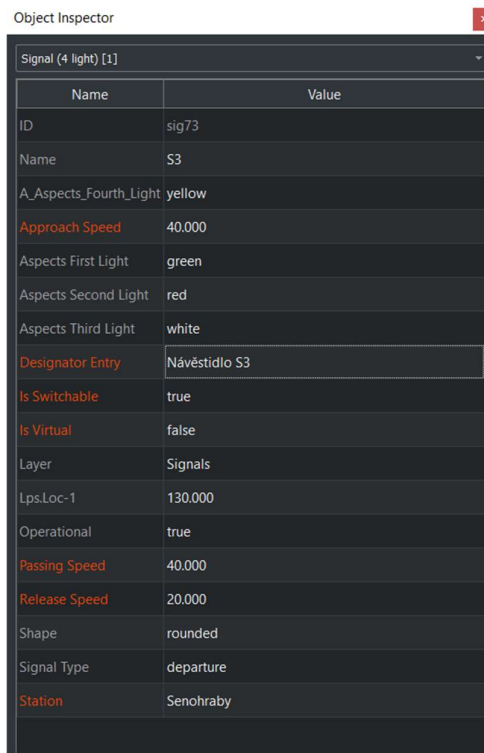 Object Inspector
Signal (4 light) [1]
Name Value
ID sig73
Name S3
A_Aspects_Fourth_Light yellow
Approach Speed 40.000
Aspects First Light green
Aspects Second Light red
Aspects Third Light white
Designator Entry Návěstidlo S3
Is Switchable true
Is Virtual false
Layer Signals
Lps.Loc-1 130.000
Operational true
Passing Speed 40.000
Release Speed 20.000
Shape rounded
Signal Type departure
Station Senohraby